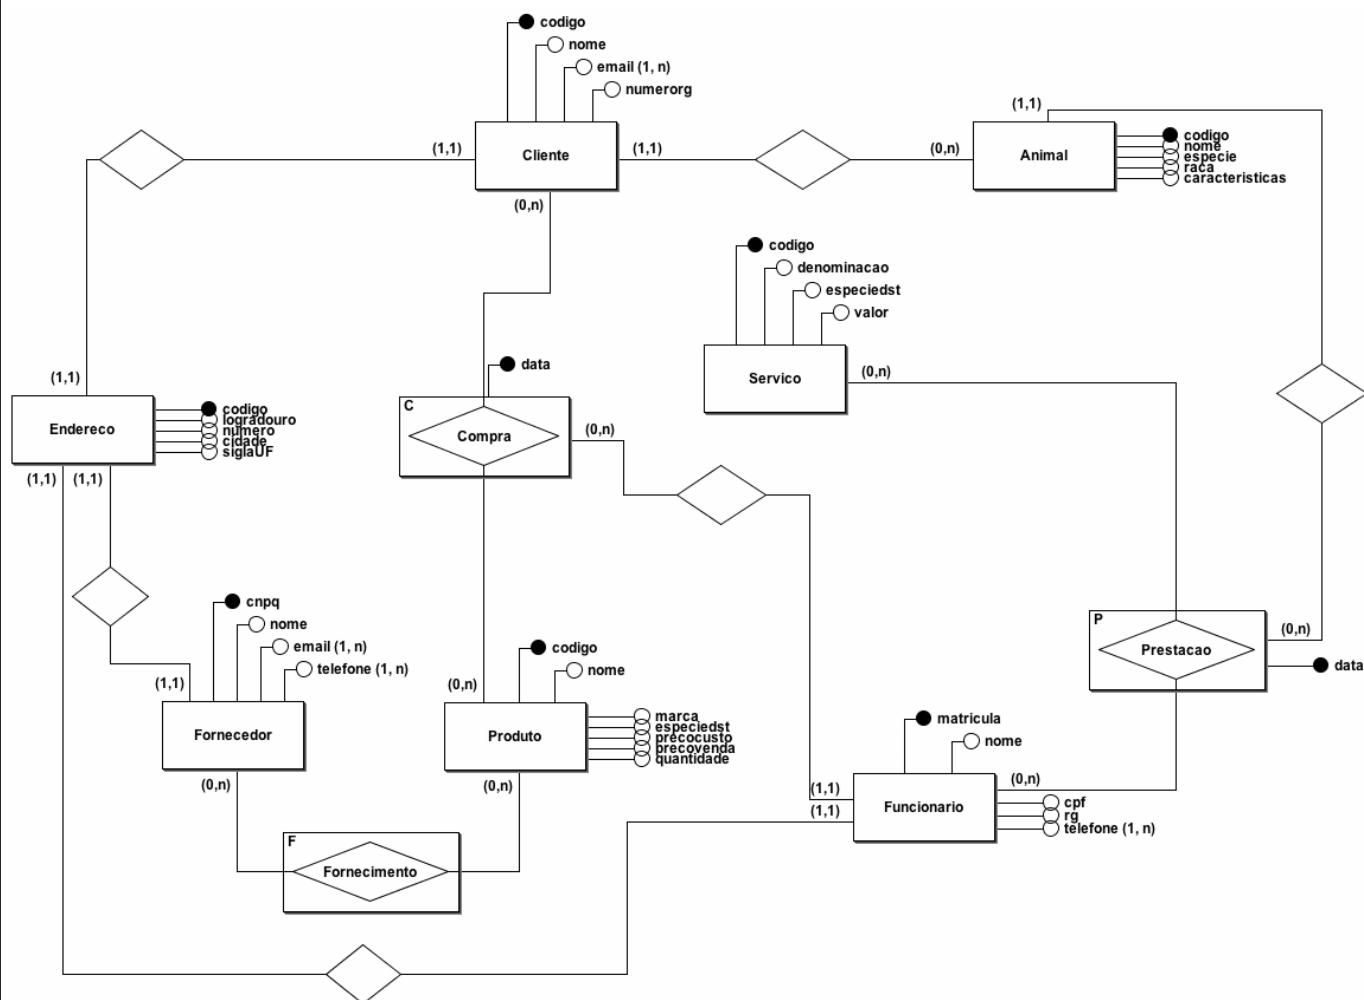 codigo
nome
email (1, n)
numerorg
(1,1)
Cliente
(1,1)
(0,n)
(1,1)
Animal
codigo
nome
especie
raca
caracteristicas
(0,n)
codigo
denominacao
especiedst
valor
Servico
(0,n)
(1,1)
Endereco
codigo
logradouro
numero
cidade
siglaUF
(1,1)
(1,1)
data
C
Compra
(0,n)
cnpq
nome
email (1, n)
telefone (1, n)
(1,1)
Fornecedor
(0,n)
codigo
nome
(0,n)
Produto
marca
especiedst
precocusto
precovenda
quantidade
(0,n)
P
Prestacao
(0,n)
data
matricula
nome
(1,1)
(1,1)
Funcionario
(0,n)
cpf
rg
telefone (1, n)
F
Fornecimento